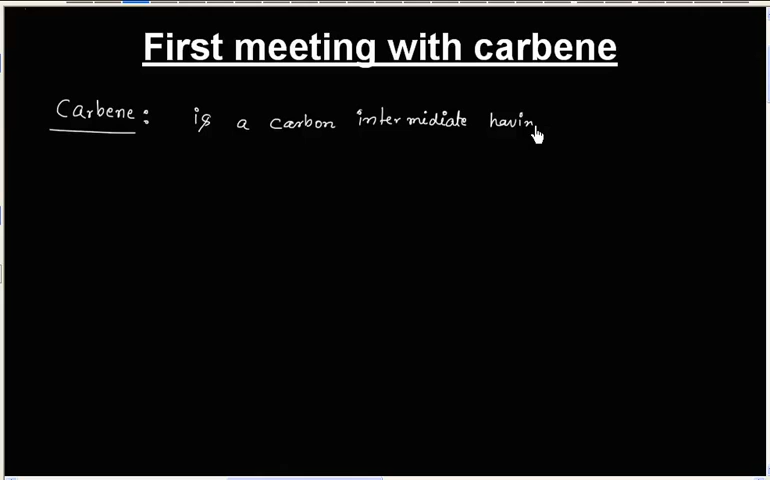 First meeting with carbene
Carbene : is a carbon intermidiate havin